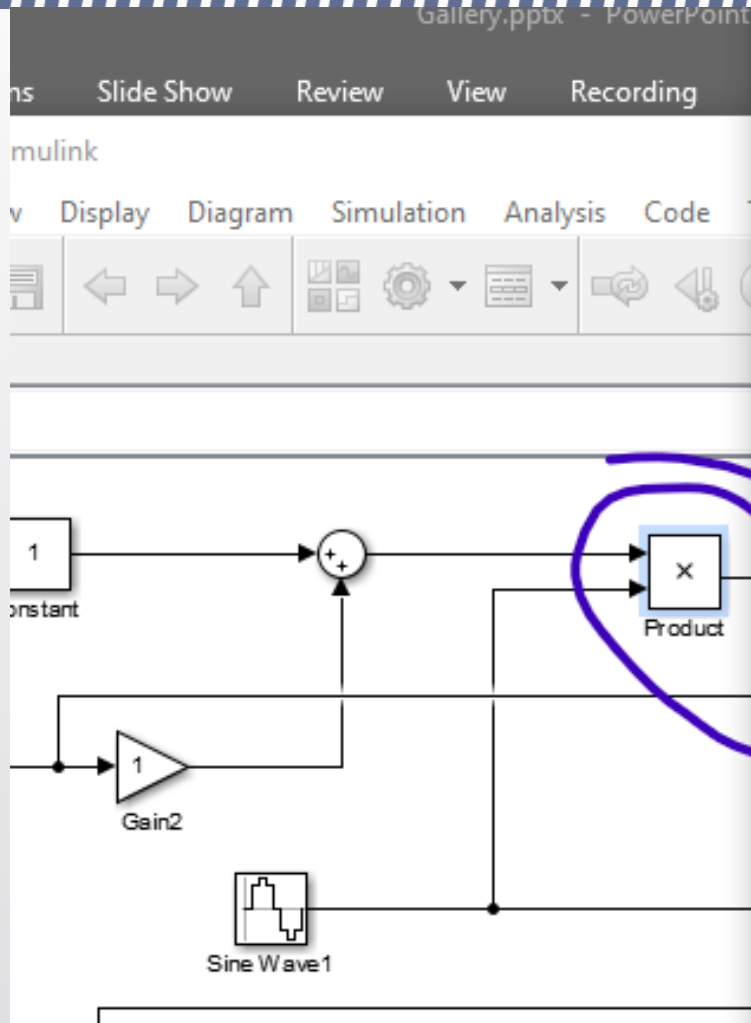 Gallery.pptx - PowerPoint
ns Slide Show Review View Recording
mulink
w Display Diagram Simulation Analysis Code
1
onstant
+
+
×
Product
1
Gain2
Sine Wave1